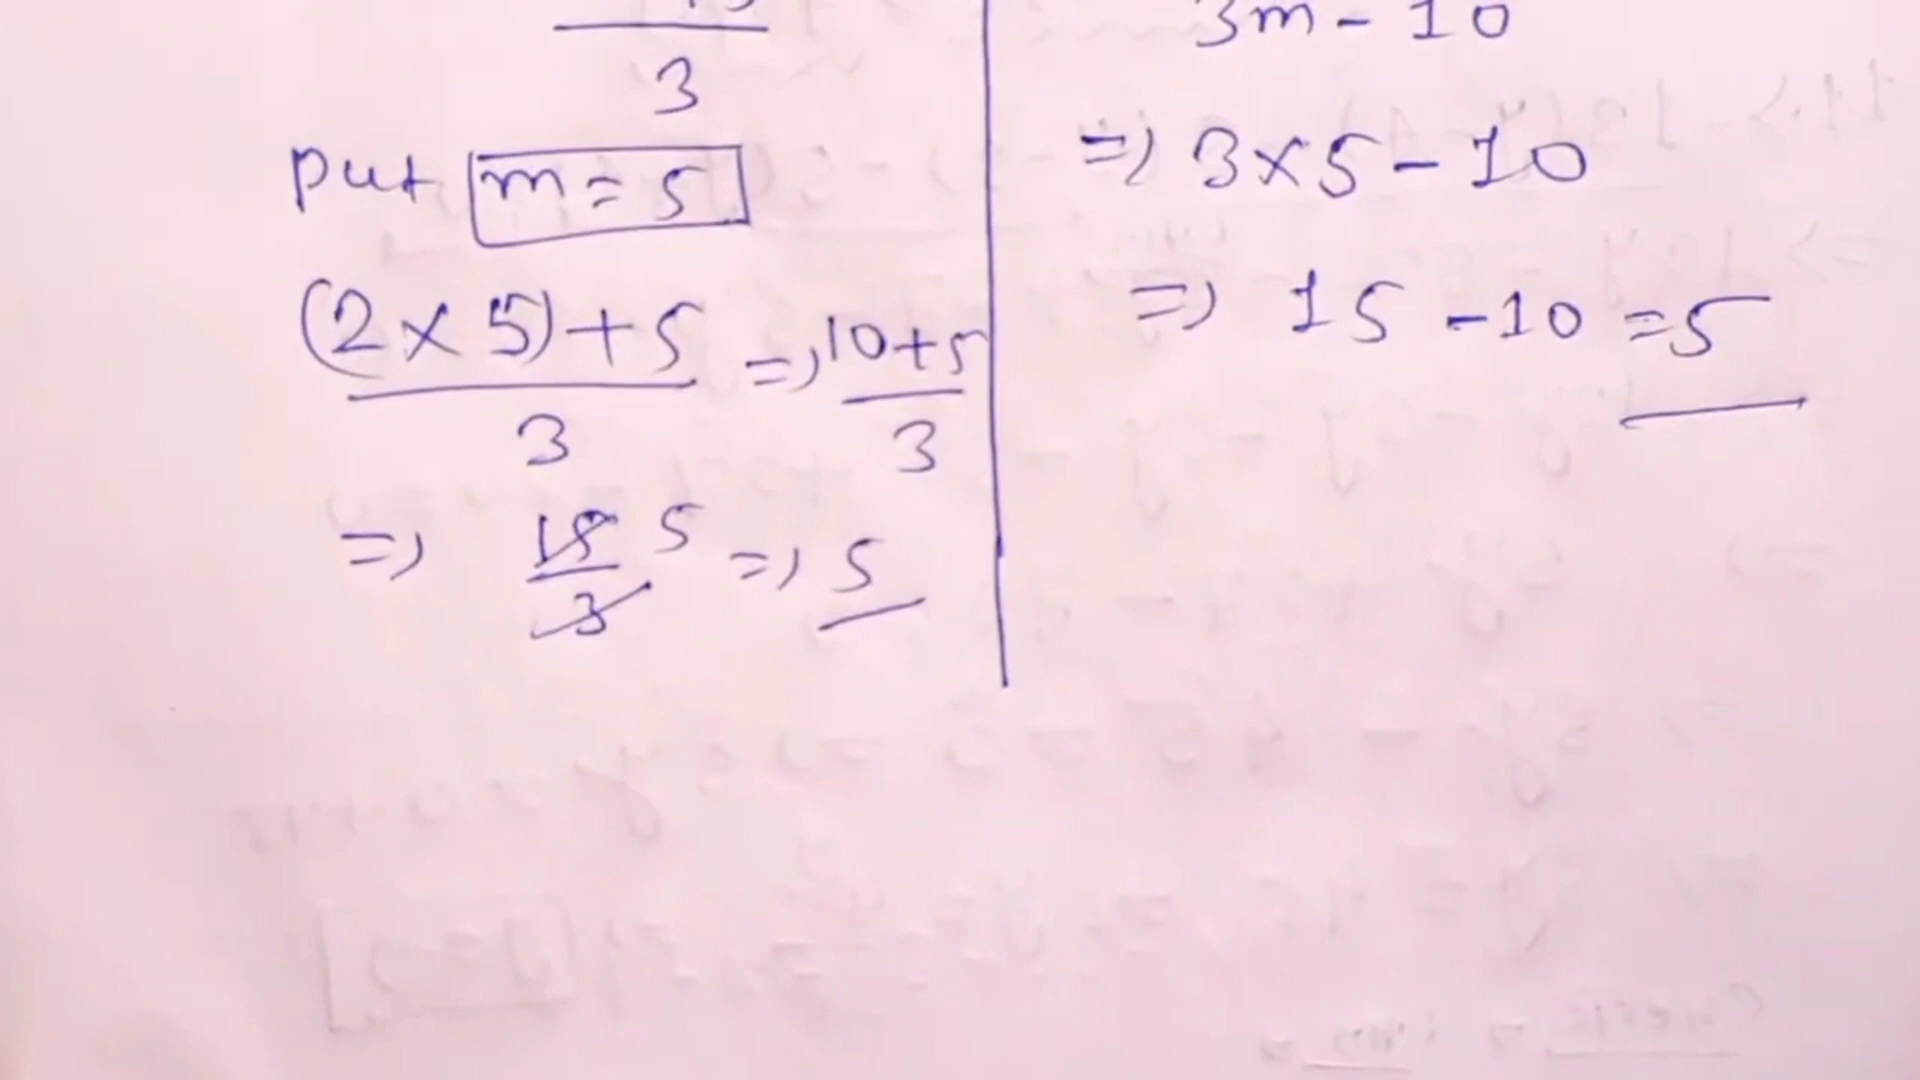 3
put m = 5
(2 × 5) + 5 => 10 + 5
3 3
=> 15 5 => 5
3
3m - 10
=> 3 × 5 - 10
=> 15 - 10 = 5